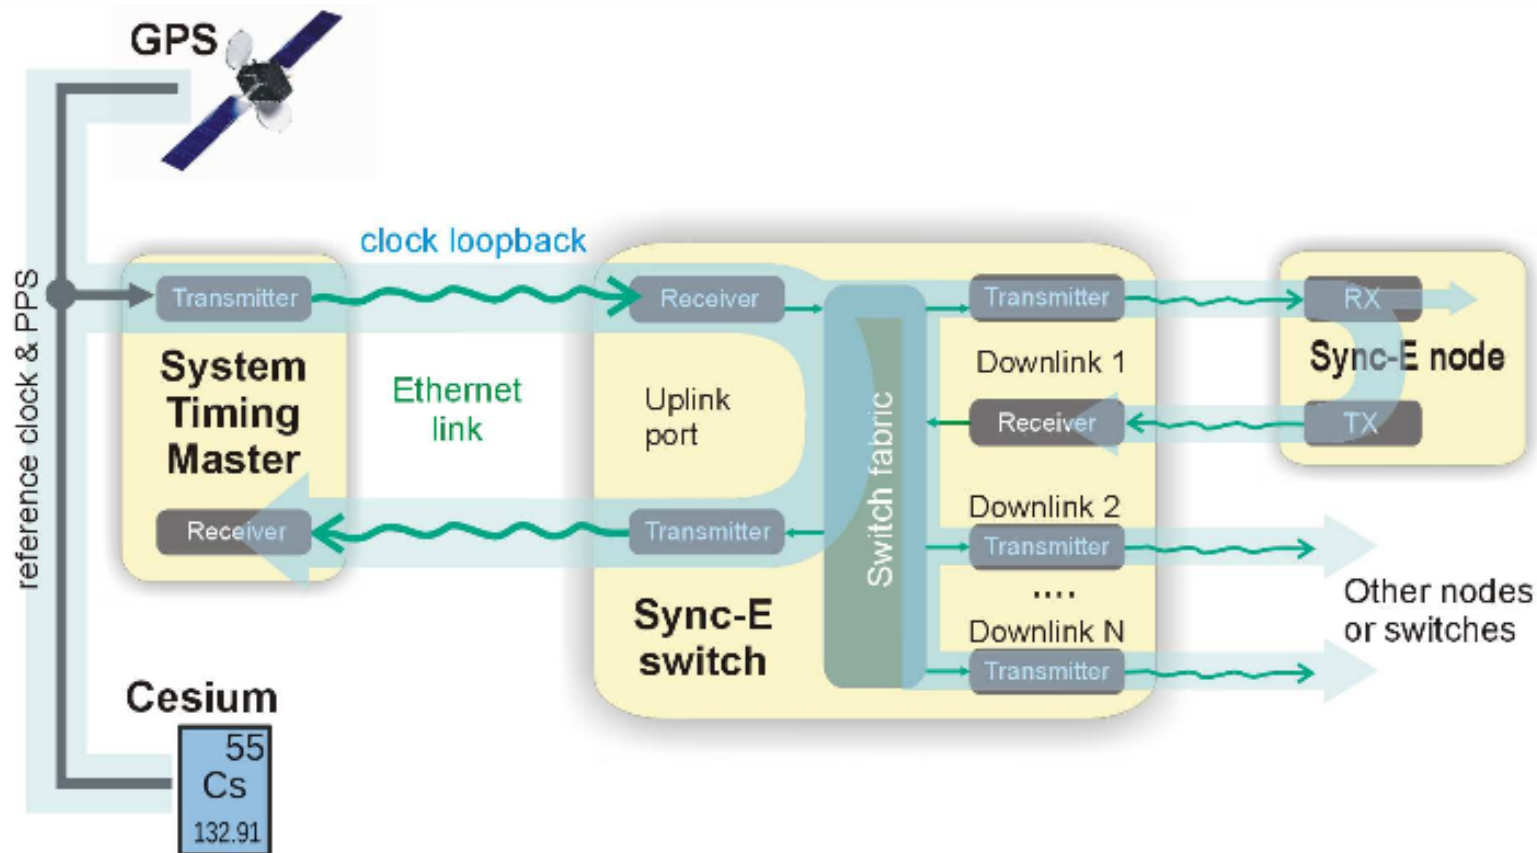 GPS
reference clock & PPS
clock loopback
Transmitter
System
Timing
Master
Receiver
Ethernet
link
Receiver
Uplink
port
Transmitter
Sync-E
switch
Switch fabric
Transmitter
Downlink 1
Receiver
Downlink 2
Transmitter
....
Downlink N
Transmitter
RX
Sync-E node
TX
Other nodes
or switches
Cesium
55
Cs
132.91